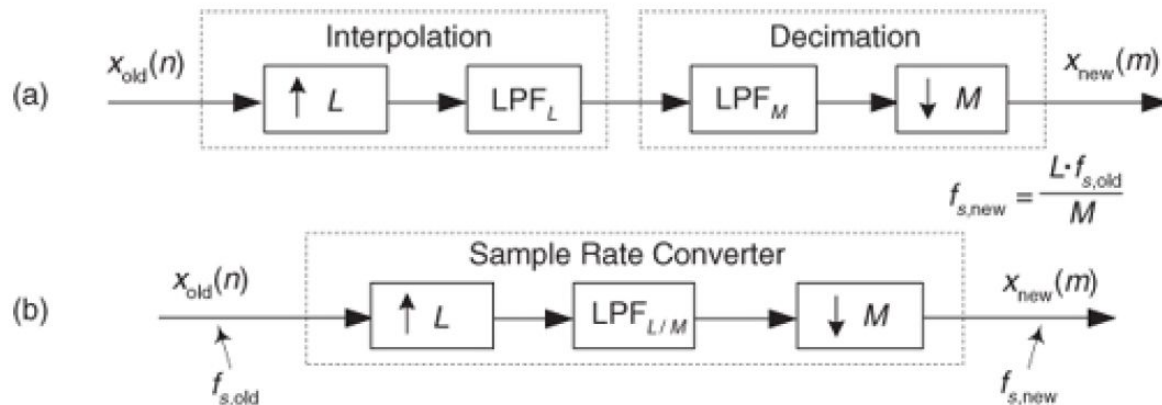 Interpolation Decimation
x_old(n) x_new(m)
(a) ↑ L LPF_L LPF_M ↓ M
f_s,new = L·f_s,old / M
Sample Rate Converter
x_old(n) x_new(m)
(b) ↑ L LPF_L/M ↓ M
f_s,old f_s,new